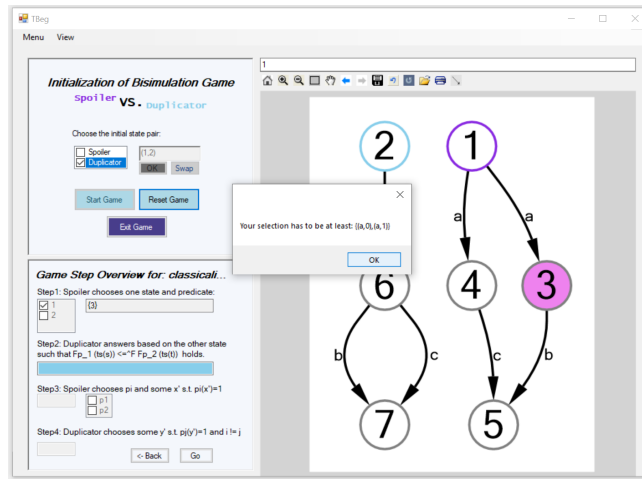 TBeg
Menu View
1
Initialization of Bisimulation Game
Spoiler vs. Duplicator
Choose the initial state pair:
Spoiler
Duplicator
(1,2)
OK Swap
Start Game Reset Game
Exit Game
Your selection has to be at least: {(a,0),(a,1)}
OK
Game Step Overview for: classicali...
Step1: Spoiler chooses one state and predicate:
1
2
{3}
Step2: Duplicator answers based on the other state
such that Fp_1 (ts(s)) <=^F Fp_2 (ts(t)) holds.
Step3: Spoiler chooses pi and some x' s.t. pi(x')=1
p1
p2
Step4: Duplicator chooses some y' s.t. pj(y')=1 and i != j
<- Back Go
2 1
a a
6 4 3
b c c b
7 5